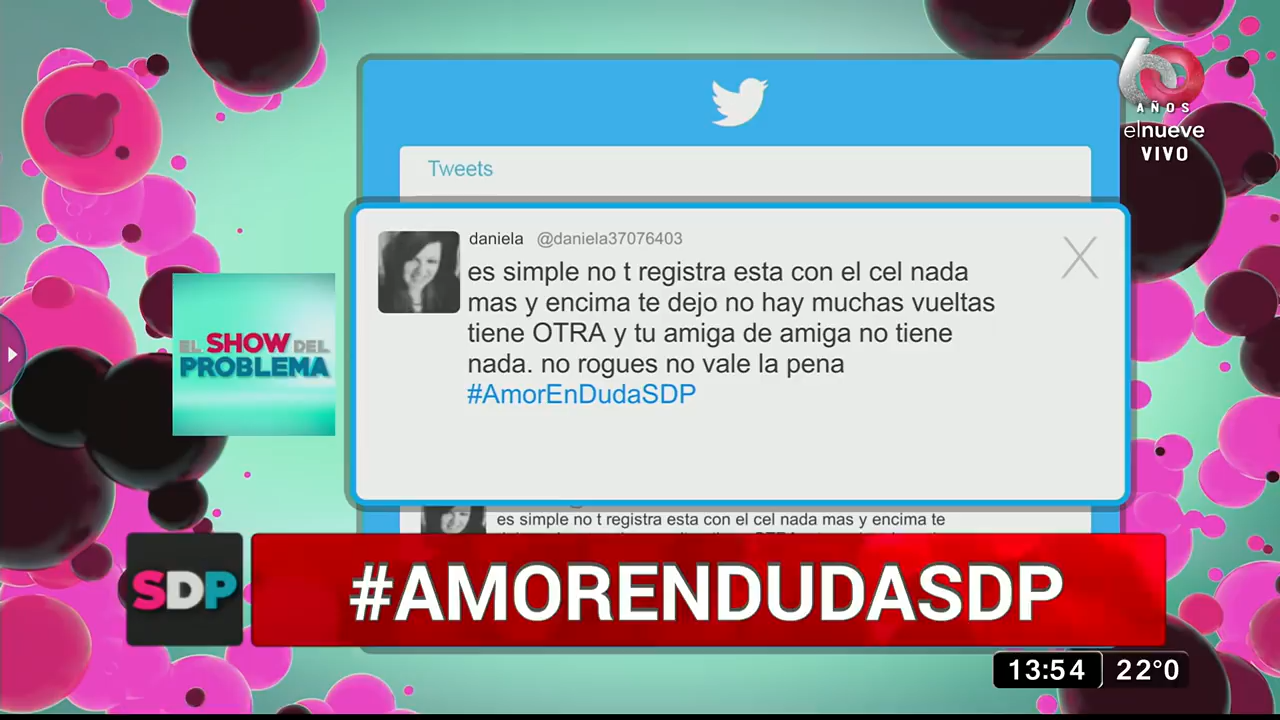 60
AÑOS
elnueve
VIVO
Tweets
daniela @daniela37076403
es simple no t registra esta con el cel nada
mas y encima te dejo no hay muchas vueltas
tiene OTRA y tu amiga de amiga no tiene
nada. no rogues no vale la pena
#AmorEnDudaSDP
EL SHOW DEL
PROBLEMA
es simple no t registra esta con el cel nada mas y encima te
SDP
#AMORENDUDASDP
13:54 22°0